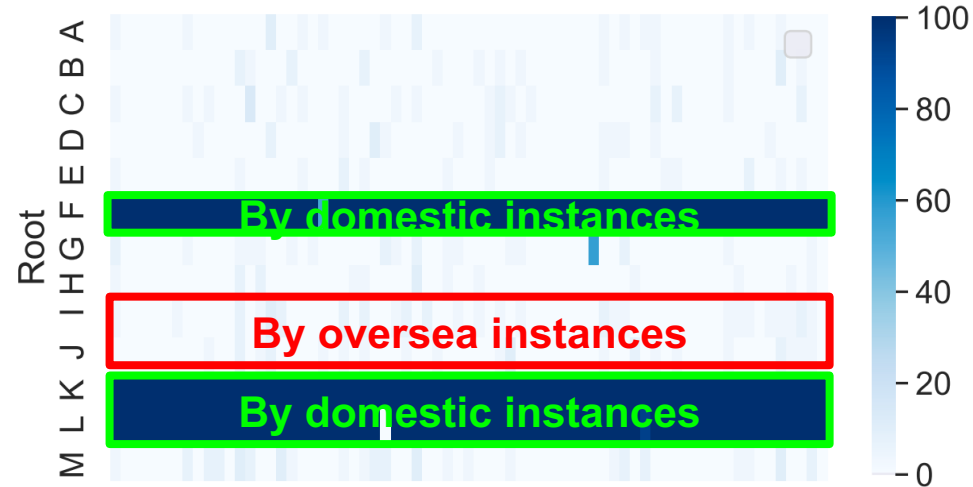 Root
A
B
C
D
E
F
G
H
I
J
K
L
M
By domestic instances
By oversea instances
By domestic instances
100
80
60
40
20
0